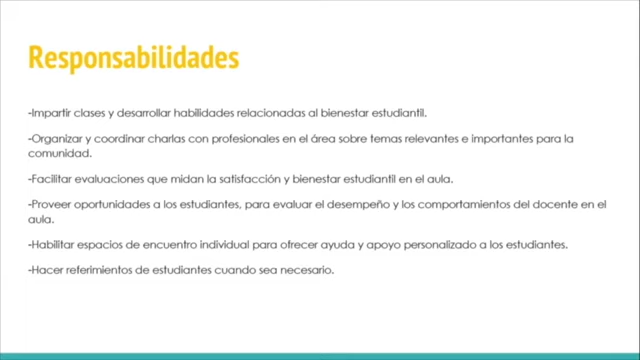 Responsabilidades
-Impartir clases y desarrollar habilidades relacionadas al bienestar estudiantil.
-Organizar y coordinar charlas con profesionales en el área sobre temas relevantes e importantes para la
comunidad.
-Facilitar evaluaciones que midan la satisfacción y bienestar estudiantil en el aula.
-Proveer oportunidades a los estudiantes, para evaluar el desempeño y los comportamientos del docente en el
aula.
-Habilitar espacios de encuentro individual para ofrecer ayuda y apoyo personalizado a los estudiantes.
-Hacer referimientos de estudiantes cuando sea necesario.